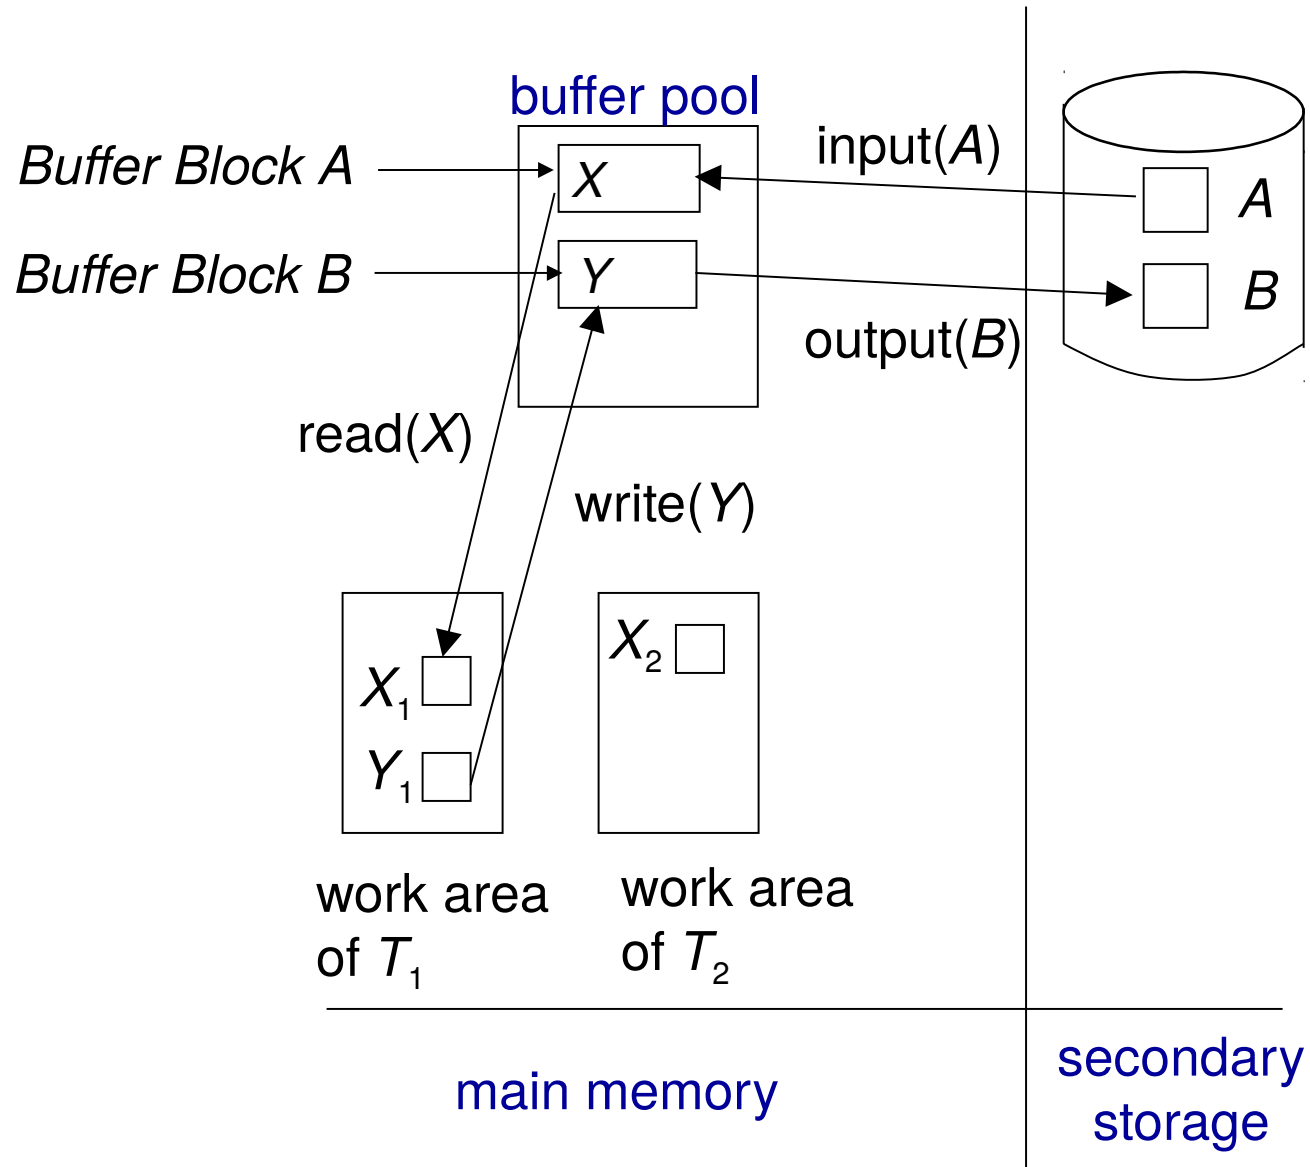 buffer pool
Buffer Block A
X
input(A)
A
Buffer Block B
Y
B
output(B)
read(X)
write(Y)
X₂
X₁
Y₁
work area
of T₁
work area
of T₂
main memory
secondary
storage